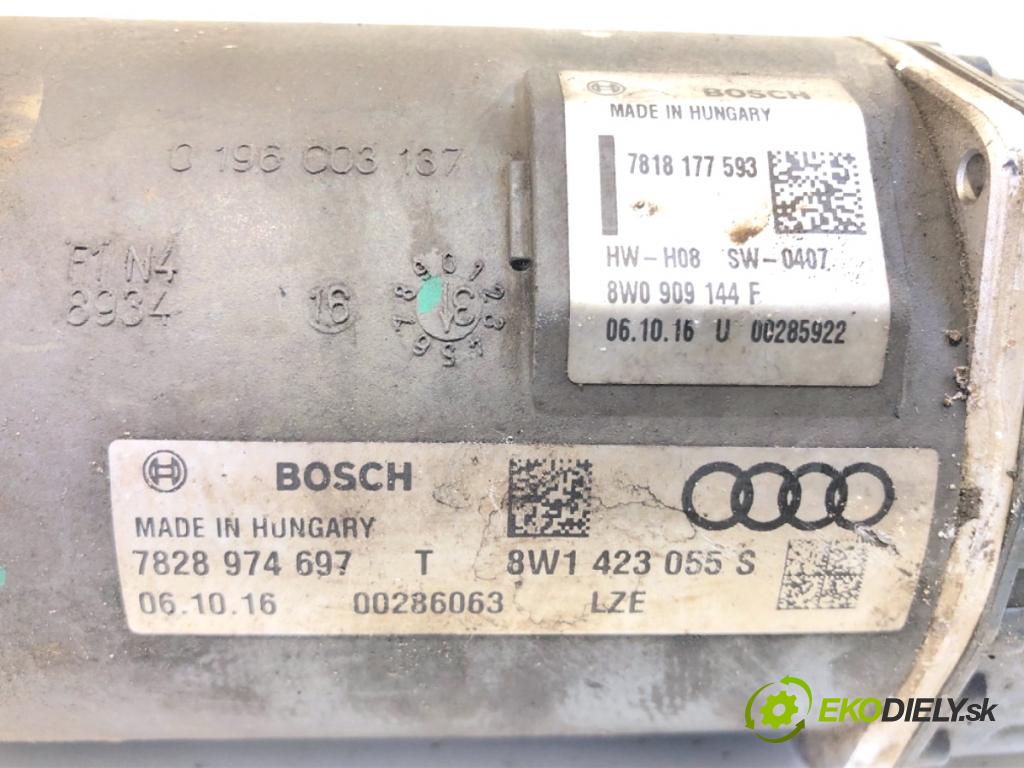 BOSCH
MADE IN HUNGARY
7818 177 593
HW-H08 SW-0407
8W0 909 144 F
06.10.16 U 00285922
0 196 C03 137
F1 N4
8934
16
BOSCH
MADE IN HUNGARY
7828 974 697 T 8W1 423 055 S
06.10.16 00286063 LZE
EKODIELY.sk